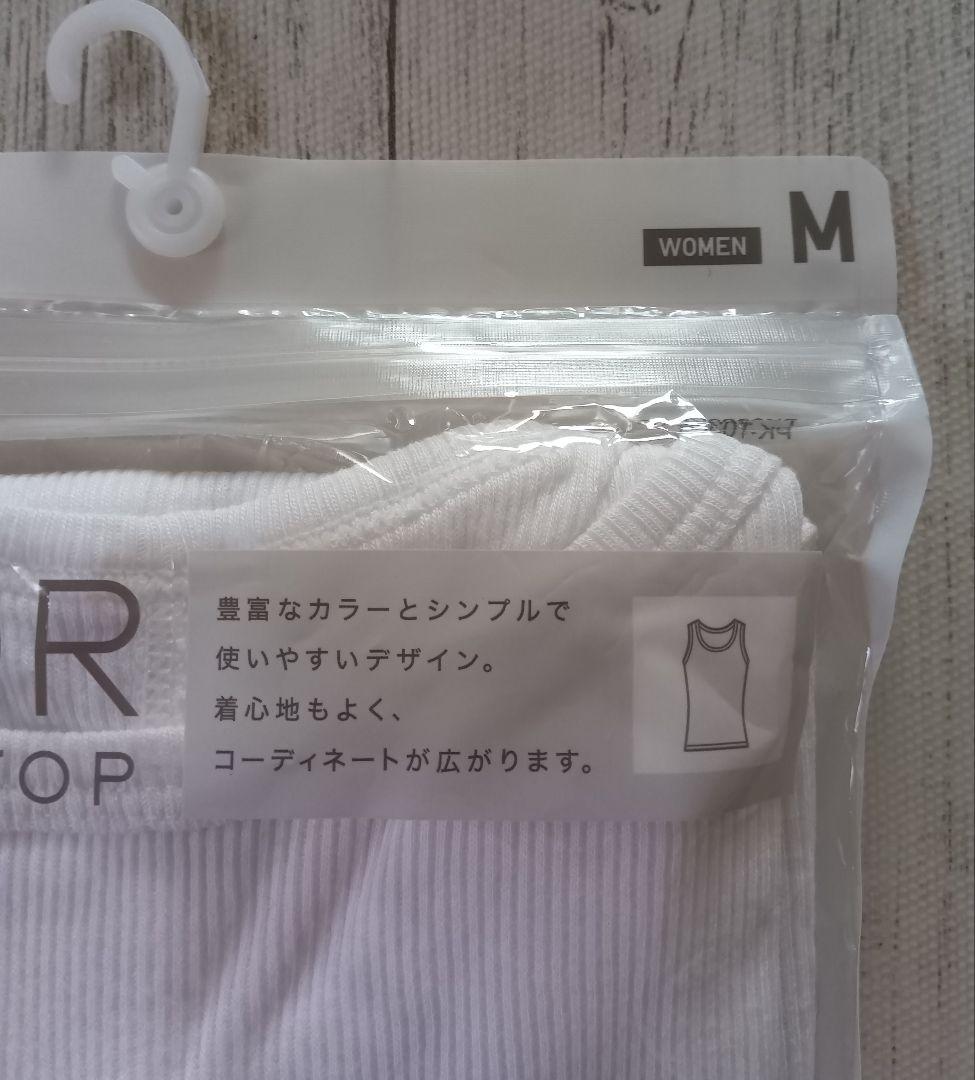 WOMEN M
OR
TOP
豊富なカラーとシンプルで
使いやすいデザイン。
着心地もよく、
コーディネートが広がります。